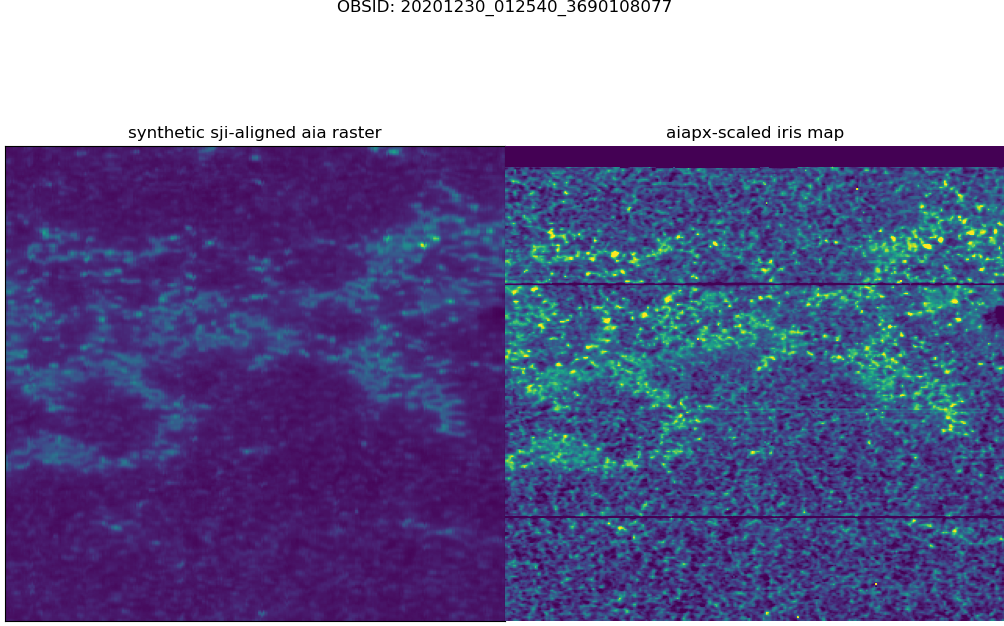 OBSID: 20201230_012540_3690108077
synthetic sji-aligned aia raster
aiapx-scaled iris map